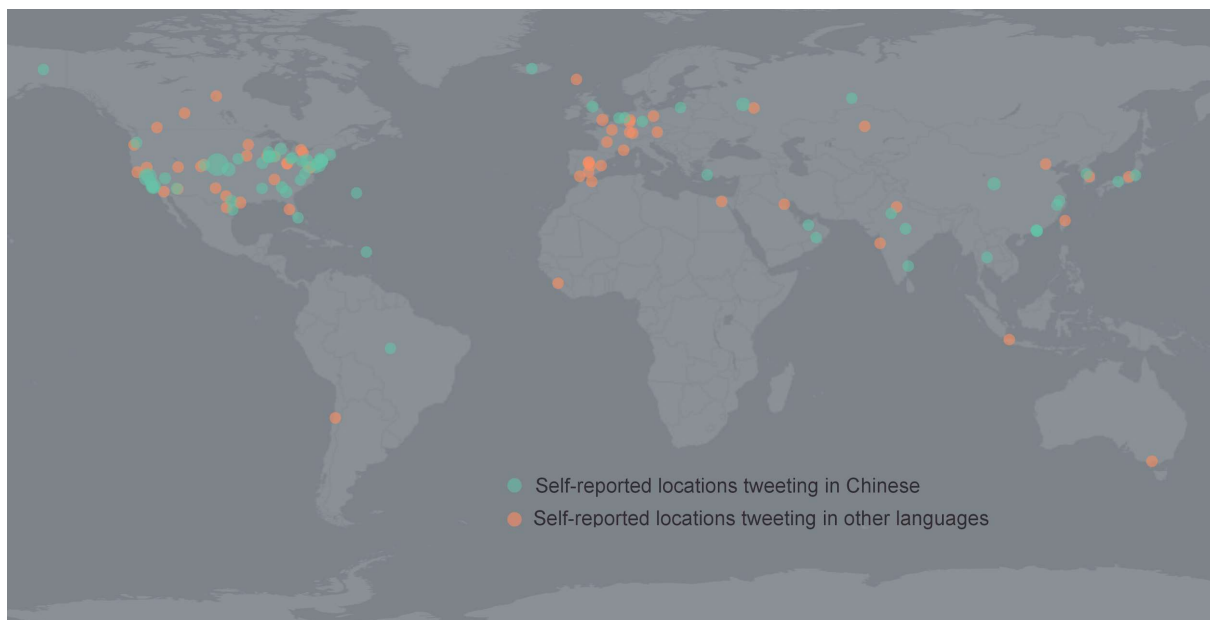 Self-reported locations tweeting in Chinese
Self-reported locations tweeting in other languages